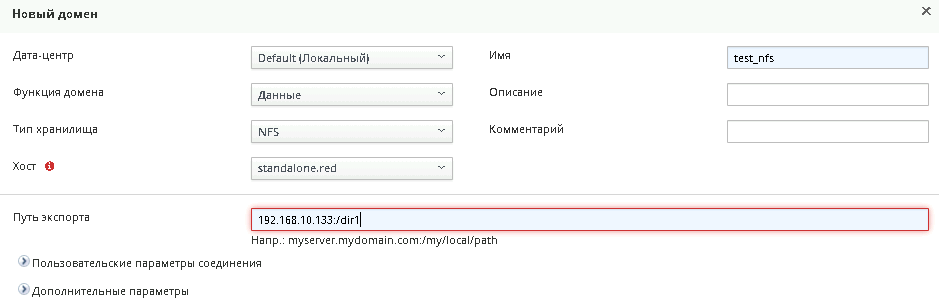 Новый домен
Дата-центр Default (Локальный) Имя test_nfs
Функция домена Данные Описание
Тип хранилища NFS Комментарий
Хост standalone.red
Путь экспорта 192.168.10.133:/dir1
Напр.: myserver.mydomain.com:/my/local/path
Пользовательские параметры соединения
Дополнительные параметры